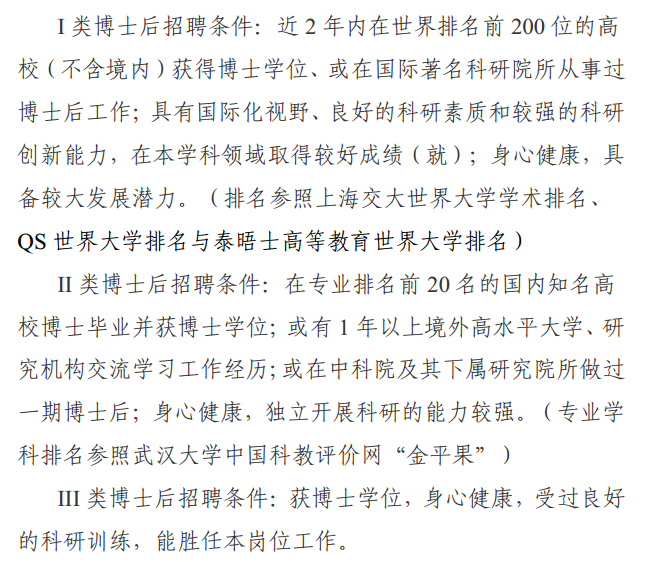 I 类博士后招聘条件：近 2 年内在世界排名前 200 位的高
校（不含境内）获得博士学位、或在国际著名科研院所从事过
博士后工作；具有国际化视野、良好的科研素质和较强的科研
创新能力，在本学科领域取得较好成绩（就）；身心健康，具
备较大发展潜力。（排名参照上海交大世界大学学术排名、
QS 世界大学排名与泰晤士高等教育世界大学排名）
II 类博士后招聘条件：在专业排名前 20 名的国内知名高
校博士毕业并获博士学位；或有 1 年以上境外高水平大学、研
究机构交流学习工作经历；或在中科院及其下属研究院所做过
一期博士后；身心健康，独立开展科研的能力较强。（专业学
科排名参照武汉大学中国科教评价网“金平果”）
III 类博士后招聘条件：获博士学位，身心健康，受过良好
的科研训练，能胜任本岗位工作。